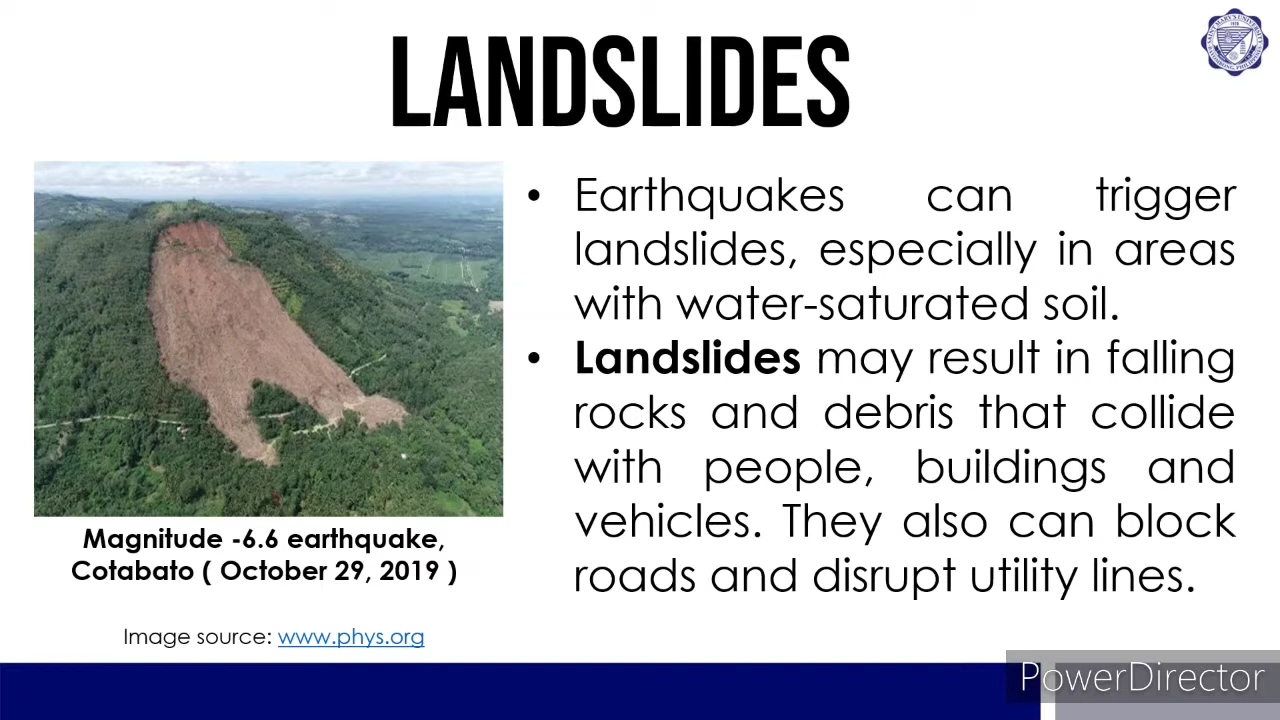 LANDSLIDES
• Earthquakes can trigger
landslides, especially in areas
with water-saturated soil.
• Landslides may result in falling
rocks and debris that collide
with people, buildings and
vehicles. They also can block
roads and disrupt utility lines.
Magnitude -6.6 earthquake,
Cotabato ( October 29, 2019 )
Image source: www.phys.org
PowerDirector